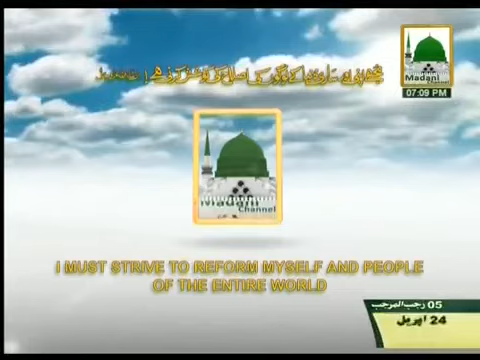 مجھے اپنی اور ساری دنیا کے لوگوں کی اصلاح کی کوشش کرنی ہے
Madani
Channel
07:09 PM
Madani
Channel
I MUST STRIVE TO REFORM MYSELF AND PEOPLE
OF THE ENTIRE WORLD
05 رجب المرجب
24 اپریل